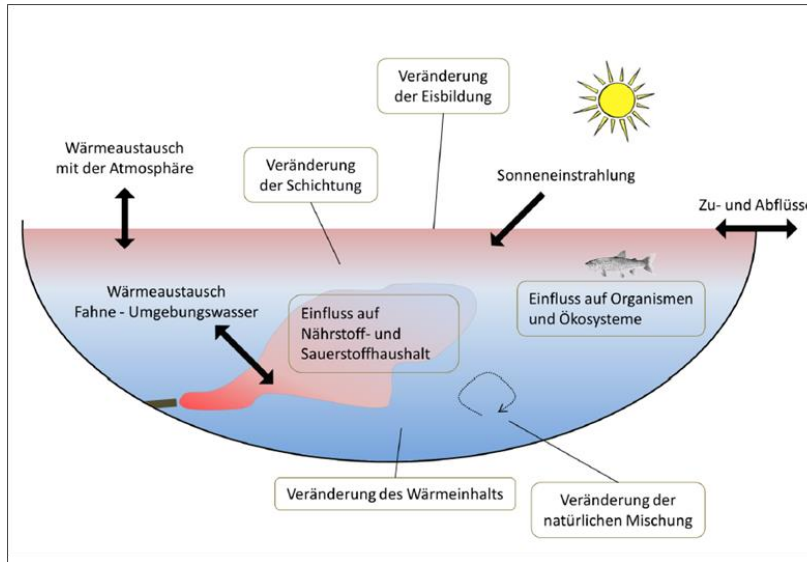 Veränderung
der Eisbildung
Wärmeaustausch
mit der Atmosphäre
Veränderung
der Schichtung
Sonneneinstrahlung
Zu- und Abflüsse
Wärmeaustausch
Fahne - Umgebungswasser
Einfluss auf
Nährstoff- und
Sauerstoffhaushalt
Einfluss auf Organismen
und Ökosysteme
Veränderung des Wärmeinhalts
Veränderung der
natürlichen Mischung